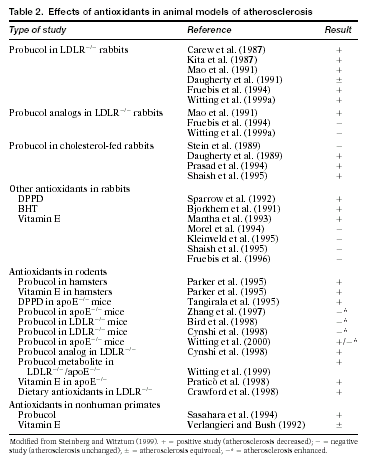 Table 2. Effects of antioxidants in animal models of atherosclerosis
Type of study Reference Result
Probucol in LDLR−/− rabbits Carew et al. (1987) +
Kita et al. (1987) +
Mao et al. (1991) +
Daugherty et al. (1991) ±
Fruebis et al. (1994) +
Witting et al. (1999a) +
Probucol analogs in LDLR−/− rabbits Mao et al. (1991) +
Fruebis et al. (1994) −
Witting et al. (1999a) −
Probucol in cholesterol-fed rabbits Stein et al. (1989) −
Daugherty et al. (1989) +
Prasad et al. (1994) +
Shaish et al. (1995) +
Other antioxidants in rabbits
DPPD Sparrow et al. (1992) +
BHT Bjorkhem et al. (1991) +
Vitamin E Mantha et al. (1993) +
Morel et al. (1994) −
Kleinveld et al. (1995) −
Shaish et al. (1995) −
Fruebis et al. (1996) −
Antioxidants in rodents
Probucol in hamsters Parker et al. (1995) +
Vitamin E in hamsters Parker et al. (1995) +
DPPD in apoE−/− mice Tangirala et al. (1995) +
Probucol in apoE−/− mice Zhang et al. (1997) −a
Probucol in LDLR−/− mice Bird et al. (1998) −a
Probucol in LDLR−/− mice Cynshi et al. (1998) −a
Probucol in apoE−/− mice Witting et al. (2000) +/−a
Probucol analog in LDLR−/− Cynshi et al. (1998) +
Probucol metabolite in +
LDLR−/−/apoE−/− Witting et al. (1999)
Vitamin E in apoE−/− Praticò et al. (1998) +
Dietary antioxidants in LDLR−/− Crawford et al. (1998) +
Antioxidants in nonhuman primates
Probucol Sasahara et al. (1994) +
Vitamin E Verlangieri and Bush (1992) ±
Modified from Steinberg and Witztum (1999). + = positive study (atherosclerosis decreased); − = negative
study (atherosclerosis unchanged), ± = atherosclerosis equivocal; −a = atherosclerosis enhanced.